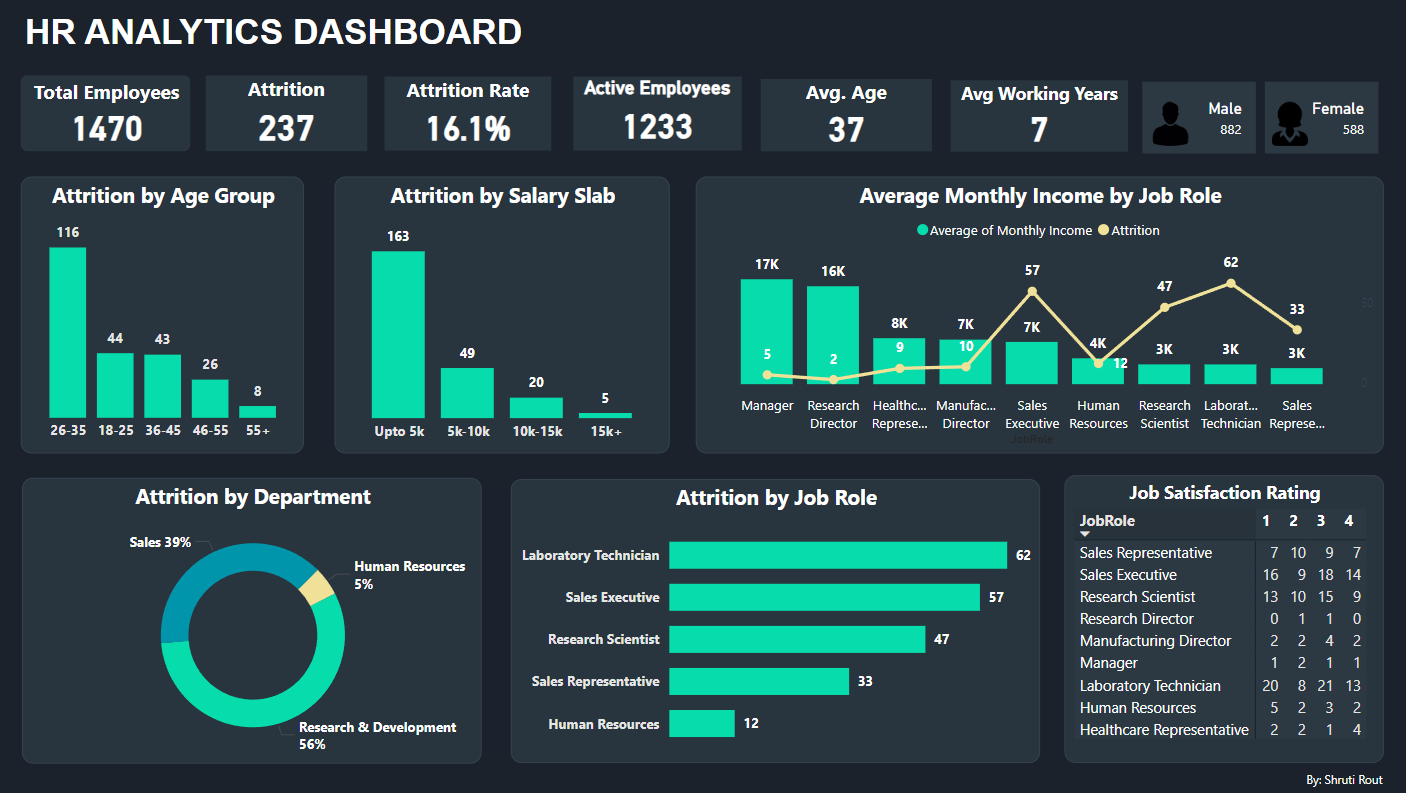 HR ANALYTICS DASHBOARD
Total Employees
1470
Attrition
237
Attrition Rate
16.1%
Active Employees
1233
Avg. Age
37
Avg Working Years
7
Male
882
Female
588
Attrition by Age Group
116
44
43
26
8
26-35 18-25 36-45 46-55 55+
Attrition by Salary Slab
163
49
20
5
Upto 5k 5k-10k 10k-15k 15k+
Average Monthly Income by Job Role
Average of Monthly Income Attrition
17K 16K 8K 7K 7K 4K 3K 3K 3K
5 2 9 10 57 12 47 62 33
50
0
Manager Research Healthc... Manufac... Sales Human Research Laborat... Sales
Director Represe... Director Executive Resources Scientist Technician Represe...
JobRole
Attrition by Department
Sales 39%
Human Resources
5%
Research & Development
56%
Attrition by Job Role
Laboratory Technician 62
Sales Executive 57
Research Scientist 47
Sales Representative 33
Human Resources 12
Job Satisfaction Rating
JobRole 1 2 3 4
Sales Representative 7 10 9 7
Sales Executive 16 9 18 14
Research Scientist 13 10 15 9
Research Director 0 1 1 0
Manufacturing Director 2 2 4 2
Manager 1 2 1 1
Laboratory Technician 20 8 21 13
Human Resources 5 2 3 2
Healthcare Representative 2 2 1 4
By: Shruti Rout